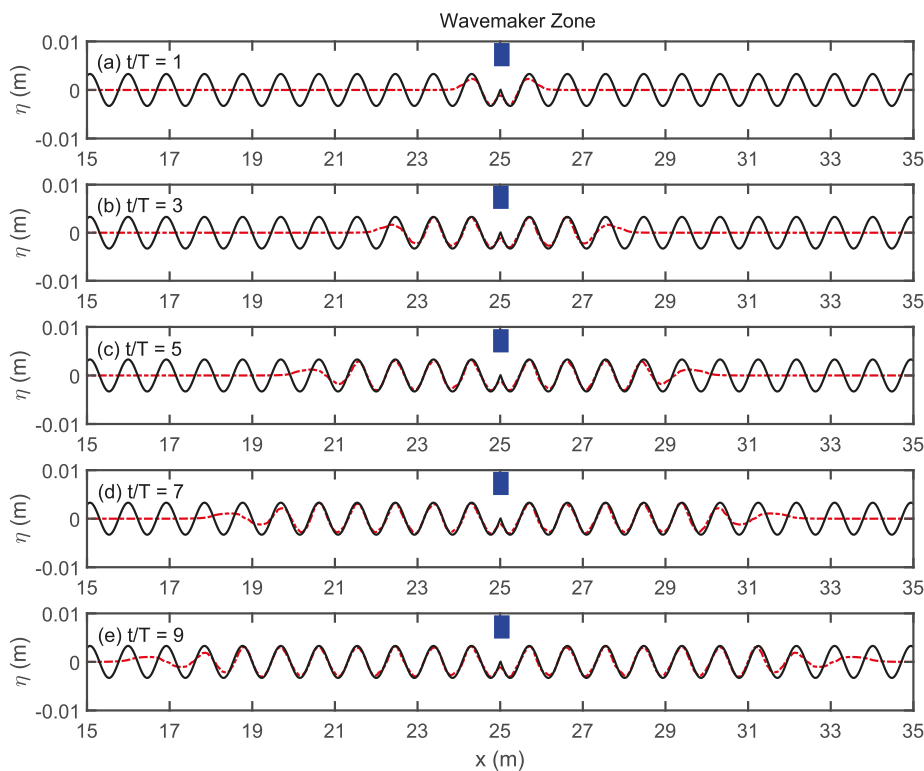 Wavemaker Zone
0.01
(a) t/T = 1
η (m)
0
-0.01
15 17 19 21 23 25 27 29 31 33 35
0.01
(b) t/T = 3
η (m)
0
-0.01
15 17 19 21 23 25 27 29 31 33 35
0.01
(c) t/T = 5
η (m)
0
-0.01
15 17 19 21 23 25 27 29 31 33 35
0.01
(d) t/T = 7
η (m)
0
-0.01
15 17 19 21 23 25 27 29 31 33 35
0.01
(e) t/T = 9
η (m)
0
-0.01
15 17 19 21 23 25 27 29 31 33 35
x (m)